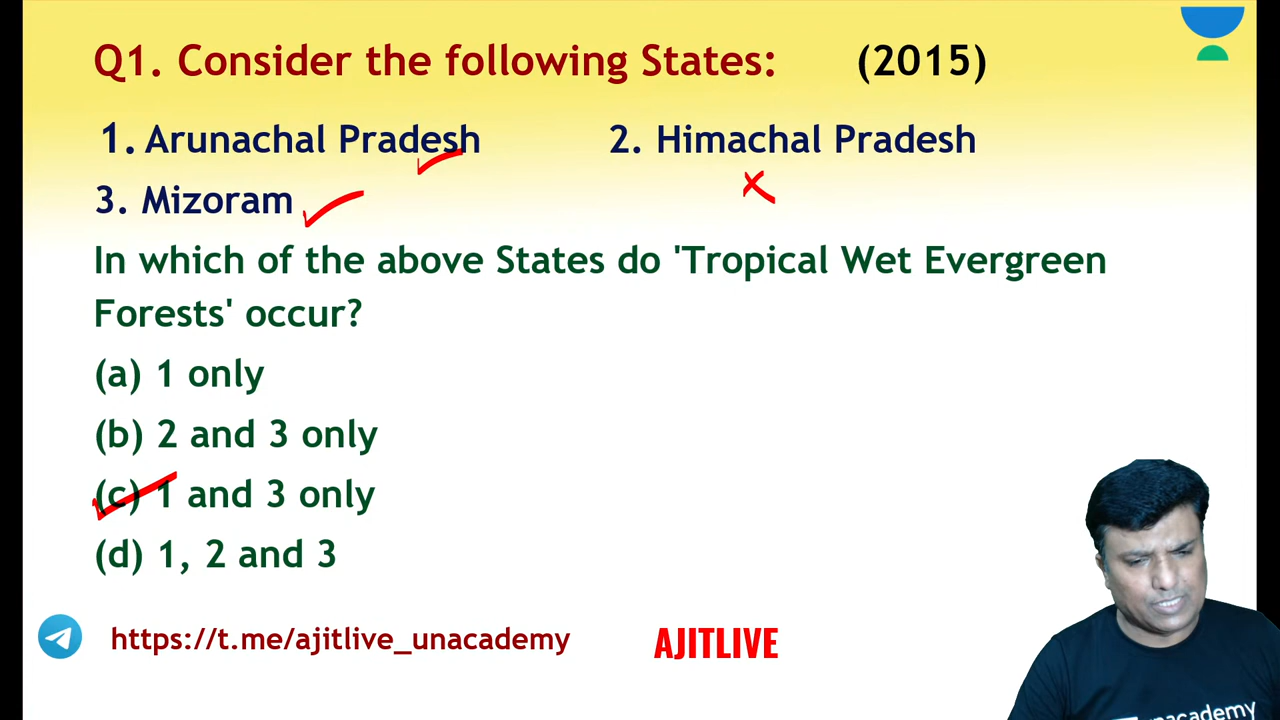 Q1. Consider the following States: (2015)
1. Arunachal Pradesh 2. Himachal Pradesh
3. Mizoram
In which of the above States do 'Tropical Wet Evergreen
Forests' occur?
(a) 1 only
(b) 2 and 3 only
(c) 1 and 3 only
(d) 1, 2 and 3
https://t.me/ajitlive_unacademy AJITLIVE
unacademy